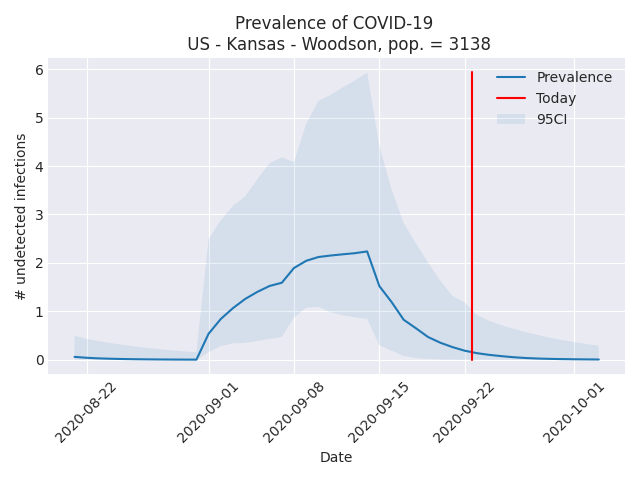 Prevalence of COVID-19
US - Kansas - Woodson, pop. = 3138
# undetected infections
6
5
4
3
2
1
0
Prevalence
Today
95CI
2020-08-22
2020-09-01
2020-09-08
2020-09-15
2020-09-22
2020-10-01
Date